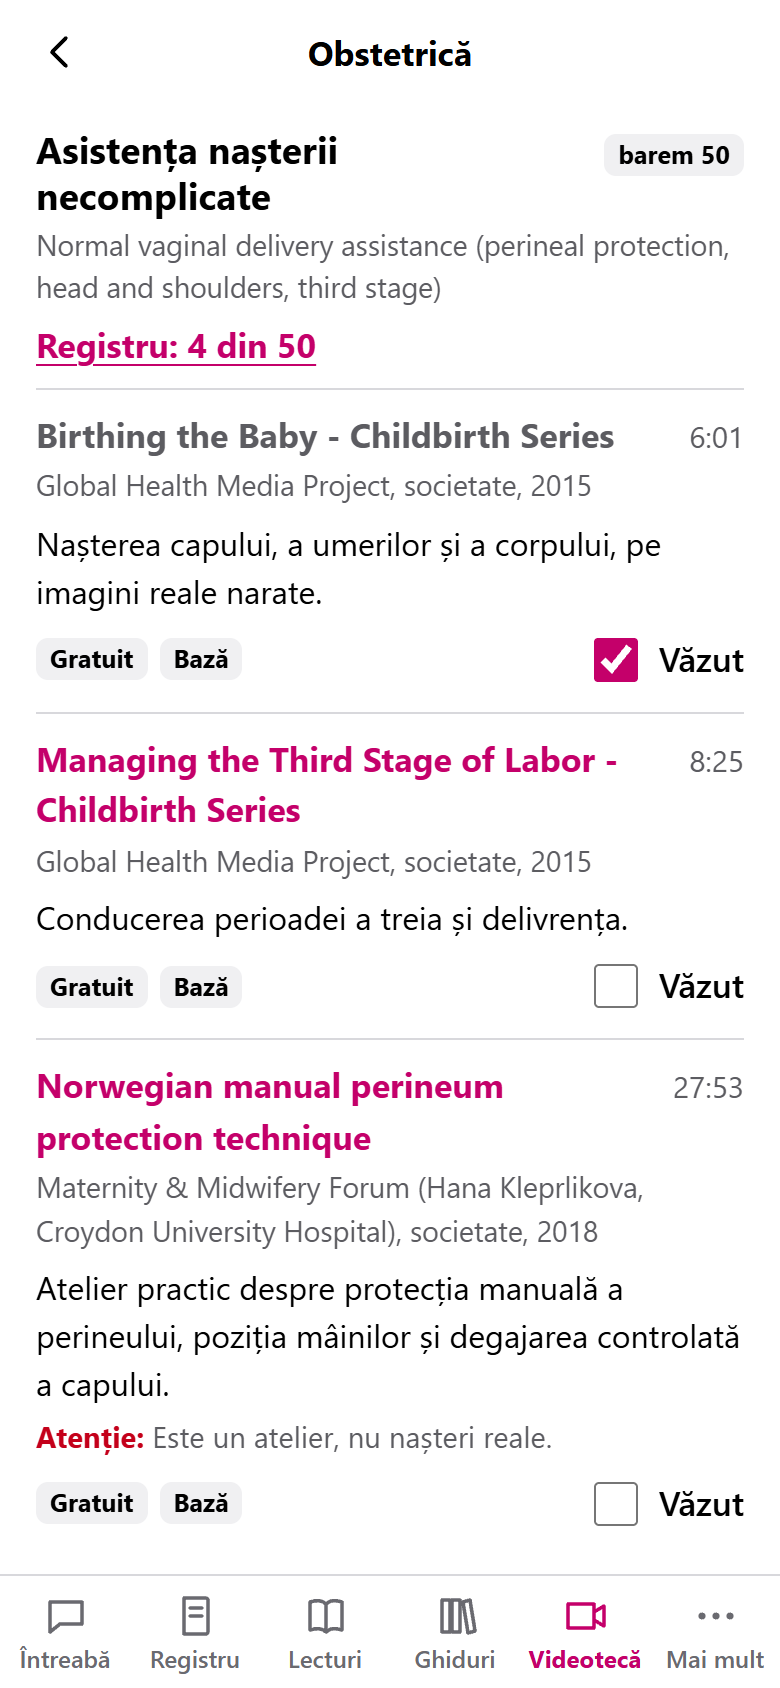 Obstetrică
Asistența nașterii
necomplicate
barem 50
Normal vaginal delivery assistance (perineal protection,
head and shoulders, third stage)
Registru: 4 din 50
Birthing the Baby - Childbirth Series
6:01
Global Health Media Project, societate, 2015
Nașterea capului, a umerilor și a corpului, pe
imagini reale narate.
Gratuit Bază
Văzut
Managing the Third Stage of Labor -
Childbirth Series
8:25
Global Health Media Project, societate, 2015
Conducerea perioadei a treia și delivrența.
Gratuit Bază
Văzut
Norwegian manual perineum
protection technique
27:53
Maternity & Midwifery Forum (Hana Kleprlikova,
Croydon University Hospital), societate, 2018
Atelier practic despre protecția manuală a
perineului, poziția mâinilor și degajarea controlată
a capului.
Atenție: Este un atelier, nu nașteri reale.
Gratuit Bază
Văzut
Întreabă Registru Lecturi Ghiduri Videotecă Mai mult